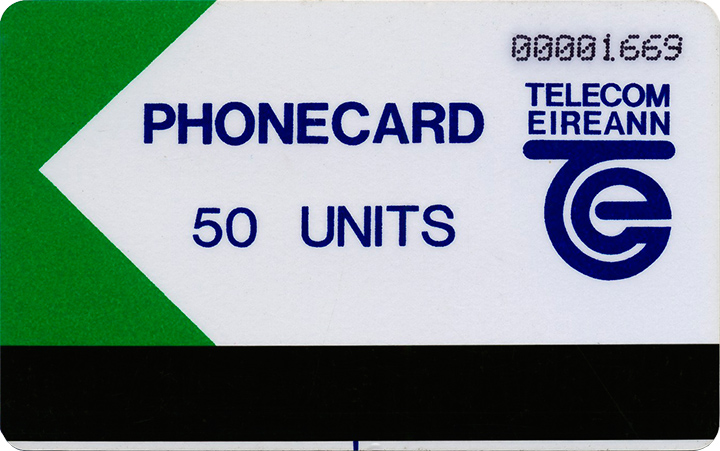 00001669
TELECOM
EIREANN
PHONECARD
50 UNITS